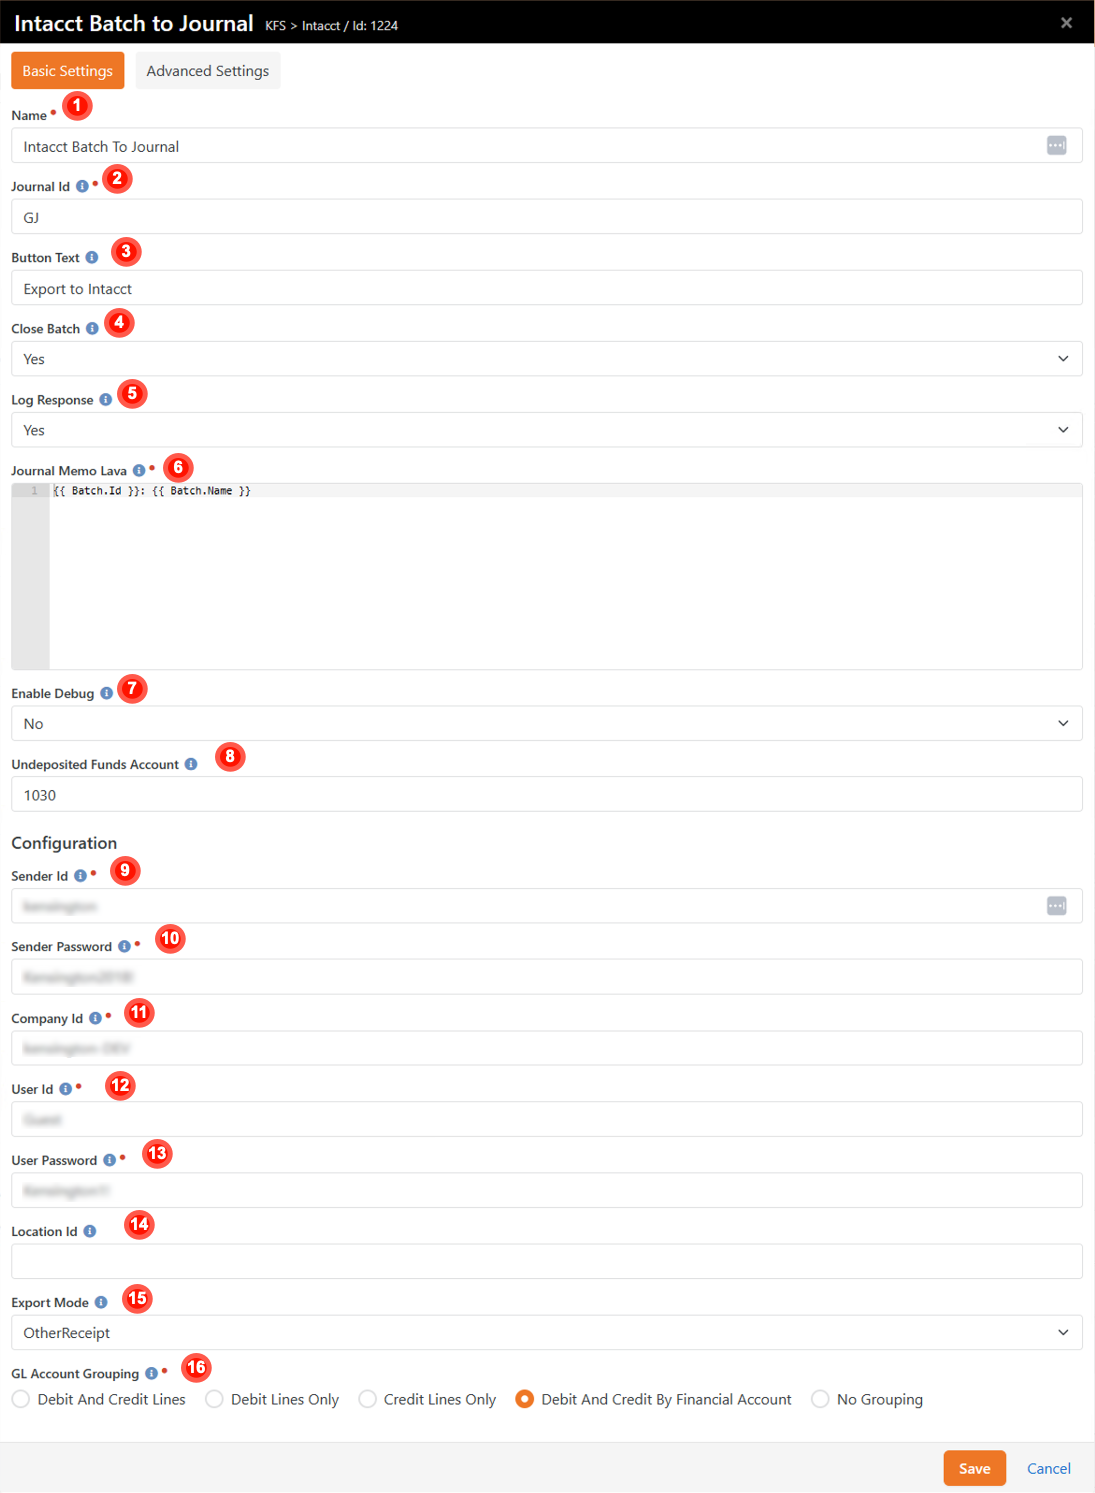 Intacct Batch to Journal KFS > Intacct / Id: 1224
Basic Settings Advanced Settings
Name 1
Intacct Batch To Journal
Journal Id 2
GJ
Button Text 3
Export to Intacct
Close Batch 4
Yes
Log Response 5
Yes
Journal Memo Lava 6
1 {{ Batch.Id }}: {{ Batch.Name }}
Enable Debug 7
No
Undeposited Funds Account 8
1030
Configuration
Sender Id 9
Sender Password 10
Company Id 11
User Id 12
User Password 13
Location Id 14
Export Mode 15
OtherReceipt
GL Account Grouping 16
Debit And Credit Lines Debit Lines Only Credit Lines Only Debit And Credit By Financial Account No Grouping
Save Cancel